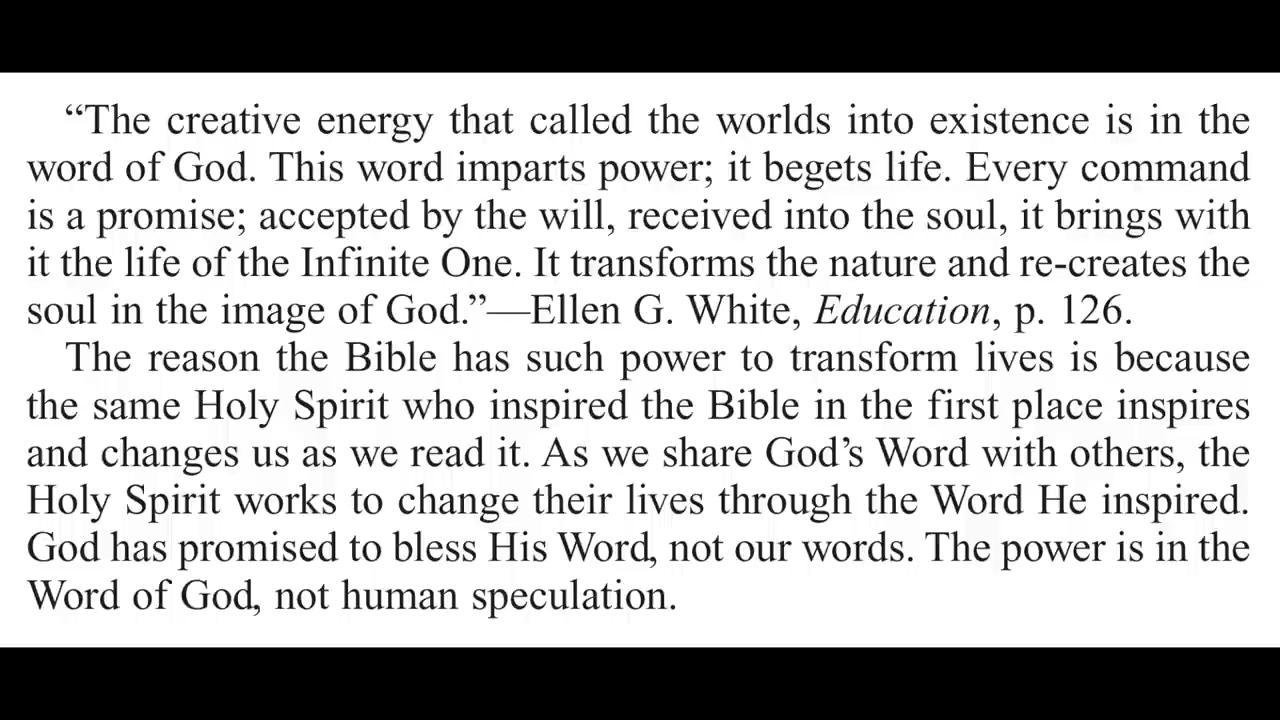 “The creative energy that called the worlds into existence is in the
word of God. This word imparts power; it begets life. Every command
is a promise; accepted by the will, received into the soul, it brings with
it the life of the Infinite One. It transforms the nature and re-creates the
soul in the image of God.”—Ellen G. White, Education, p. 126.
The reason the Bible has such power to transform lives is because
the same Holy Spirit who inspired the Bible in the first place inspires
and changes us as we read it. As we share God’s Word with others, the
Holy Spirit works to change their lives through the Word He inspired.
God has promised to bless His Word, not our words. The power is in the
Word of God, not human speculation.